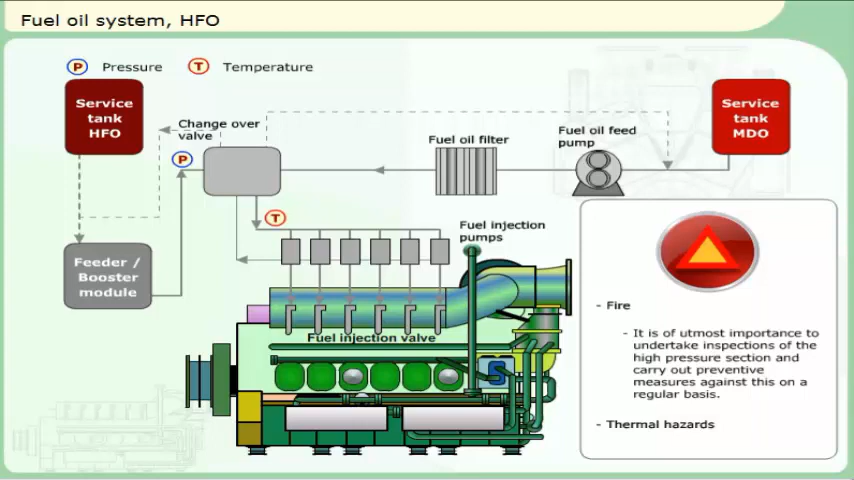 Fuel oil system, HFO
P Pressure T Temperature
Service
tank
HFO
Change over
valve
P
Fuel oil filter
Fuel oil feed
pump
Service
tank
MDO
T
Fuel injection
pumps
Feeder /
Booster
module
Fuel injection valve
- Fire
- It is of utmost importance to
undertake inspections of the
high pressure section and
carry out preventive
measures against this on a
regular basis.
- Thermal hazards